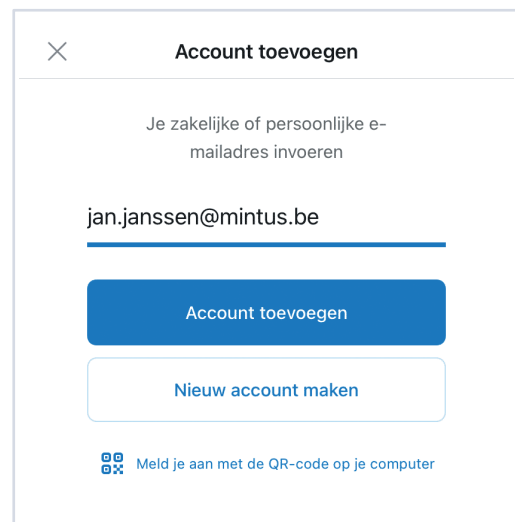 Account toevoegen
Je zakelijke of persoonlijke e-
mailadres invoeren
jan.janssen@mintus.be
Account toevoegen
Nieuw account maken
Meld je aan met de QR-code op je computer